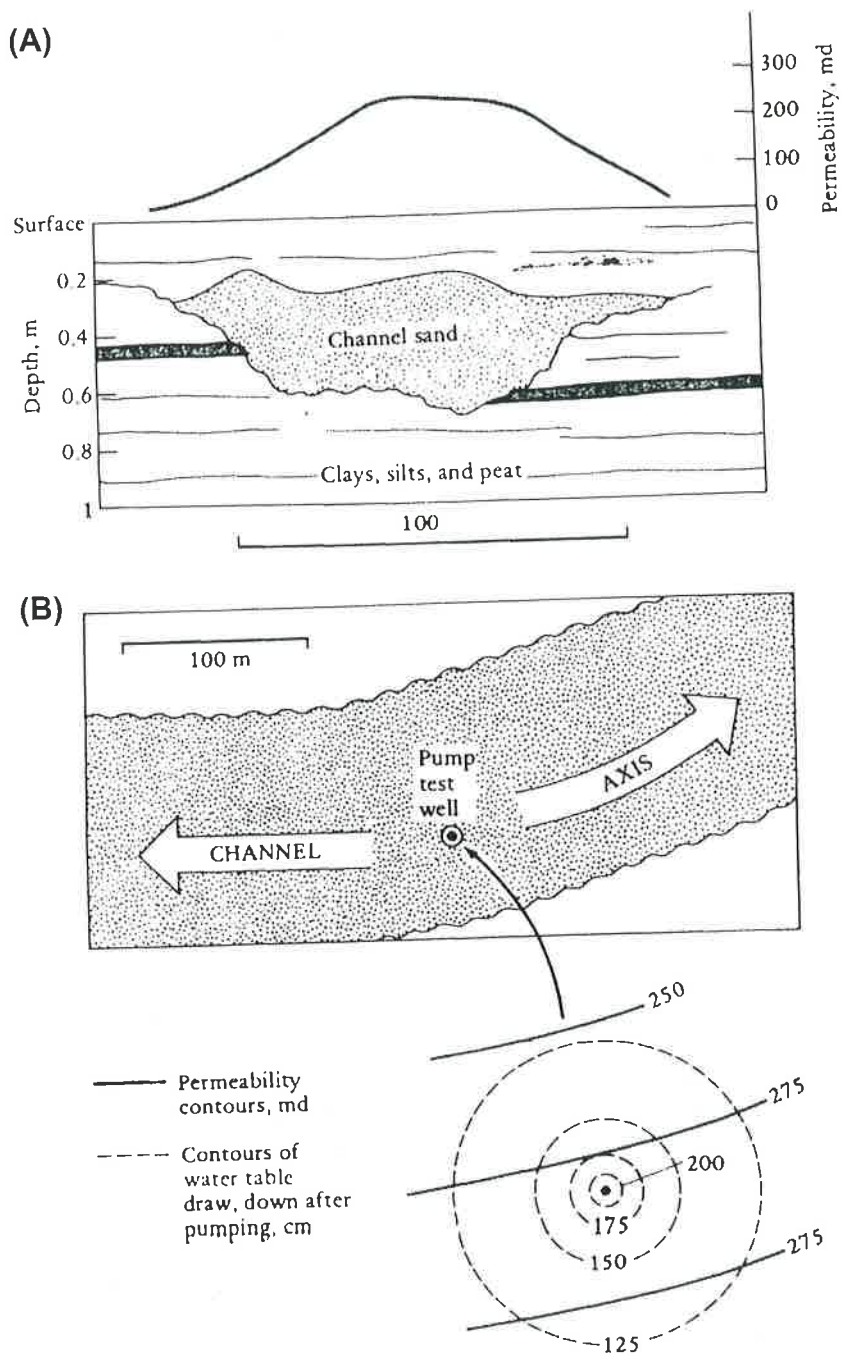 (A)
300
200
100
0
Permeability, md
Surface
0.2
0.4
0.6
0.8
1
Depth, m
Channel sand
Clays, silts, and peat
100
(B)
100 m
Pump
test
well
AXIS
CHANNEL
250
275
200
175
150
275
125
Permeability
contours, md
Contours of
water table
draw, down after
pumping, cm